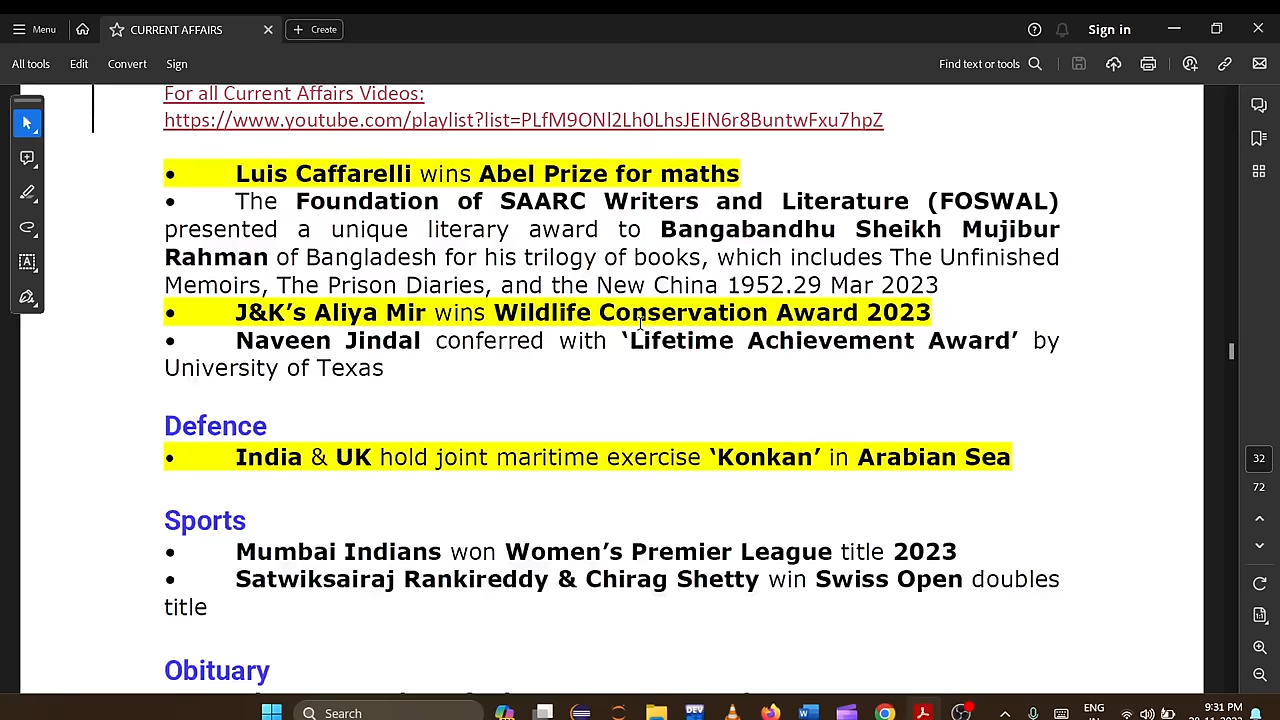 Menu
CURRENT AFFAIRS
Create
Sign in
All tools Edit Convert Sign
Find text or tools
For all Current Affairs Videos:
https://www.youtube.com/playlist?list=PLfM9ONl2Lh0LhsJEIN6r8BuntwFxu7hpZ
• Luis Caffarelli wins Abel Prize for maths
• The Foundation of SAARC Writers and Literature (FOSWAL)
presented a unique literary award to Bangabandhu Sheikh Mujibur
Rahman of Bangladesh for his trilogy of books, which includes The Unfinished
Memoirs, The Prison Diaries, and the New China 1952.29 Mar 2023
• J&K's Aliya Mir wins Wildlife Conservation Award 2023
• Naveen Jindal conferred with ‘Lifetime Achievement Award’ by
University of Texas
Defence
• India & UK hold joint maritime exercise ‘Konkan’ in Arabian Sea
Sports
• Mumbai Indians won Women’s Premier League title 2023
• Satwiksairaj Rankireddy & Chirag Shetty win Swiss Open doubles
title
Obituary
32
72
Search
DEV
ENG
9:31 PM